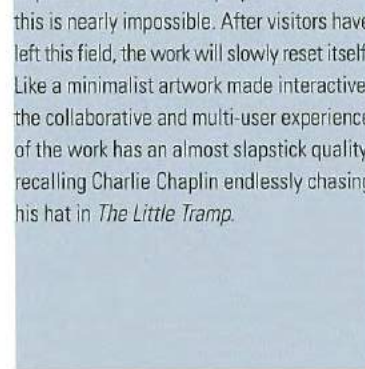 this is nearly impossible. After visitors have
left this field, the work will slowly reset itself.
Like a minimalist artwork made interactive,
the collaborative and multi-user experience
of the work has an almost slapstick quality,
recalling Charlie Chaplin endlessly chasing
his hat in The Little Tramp.